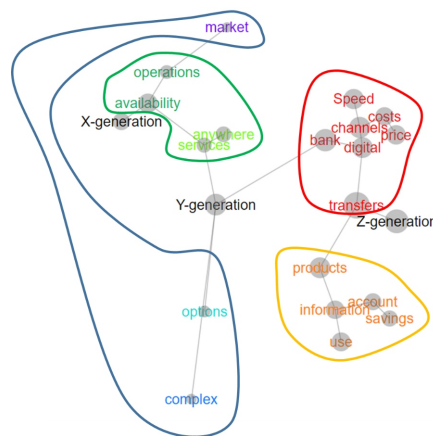 market
operations
availability
X-generation
anywhere
services
Speed
costs
channels
price
bank
digital
Y-generation
transfers
Z-generation
products
account
information
savings
options
use
complex